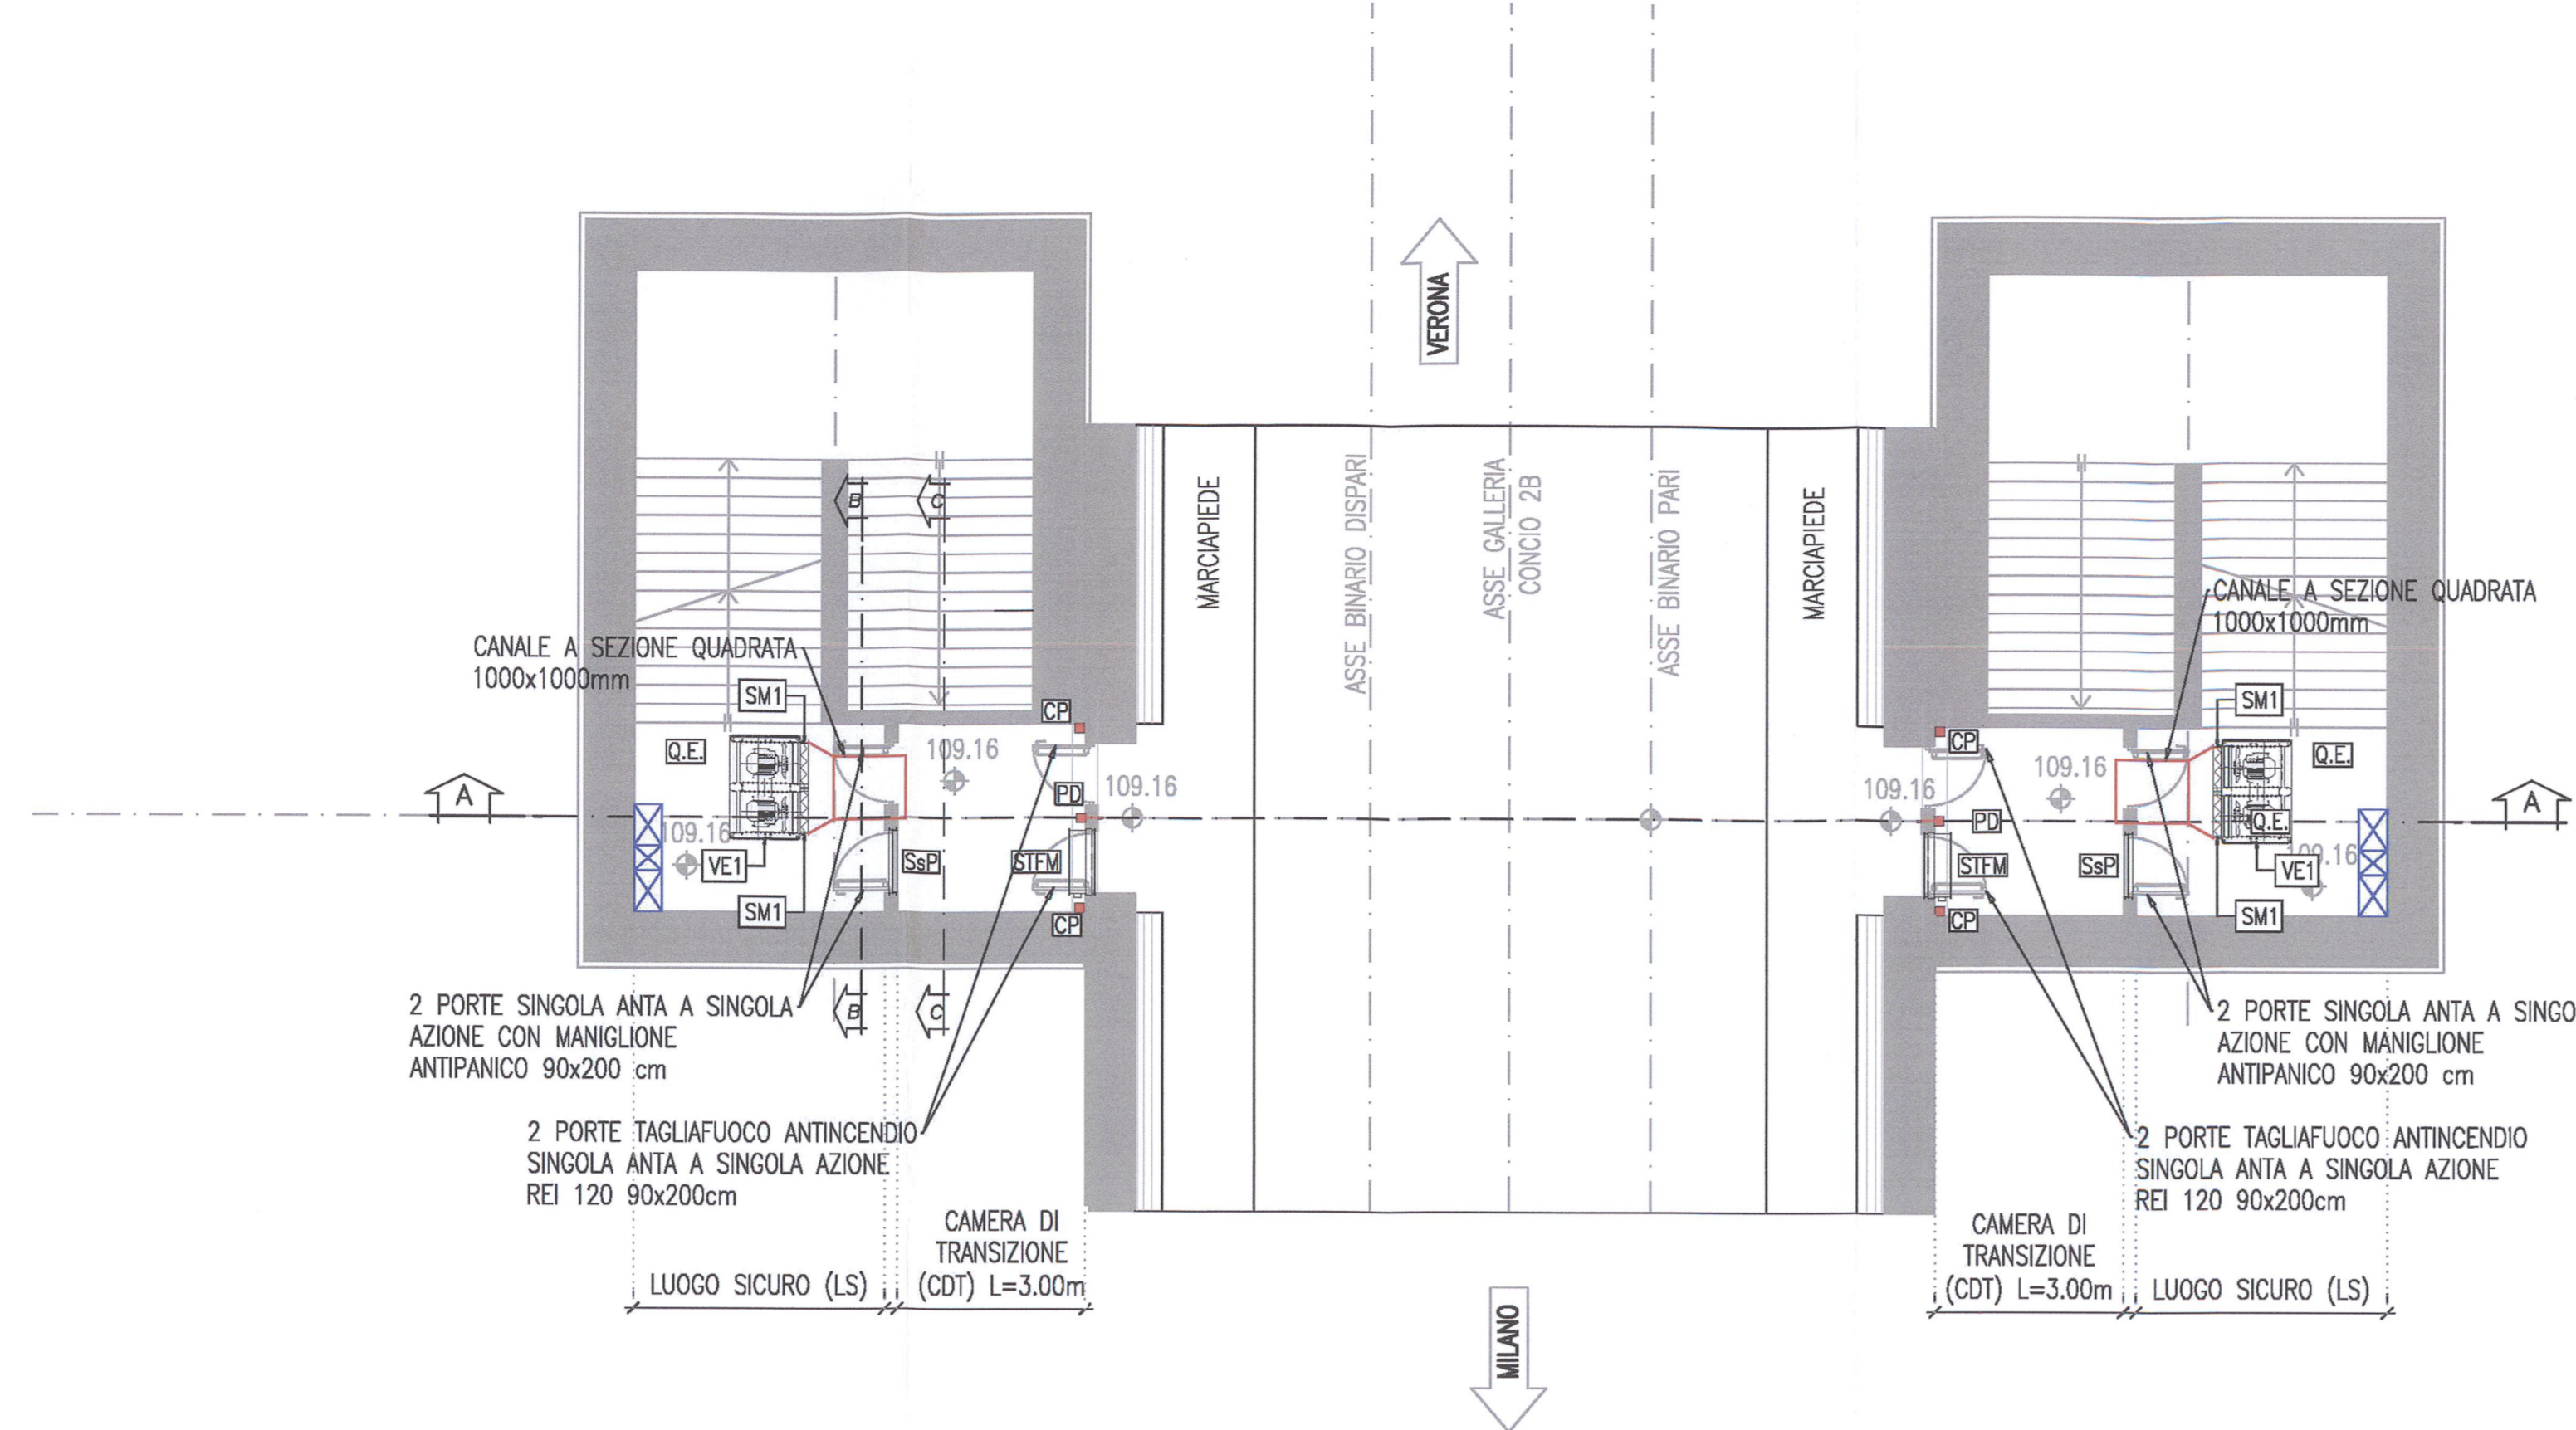 VERONA
MARCIAPIEDE
ASSE BINARIO DISPARI
ASSE GALLERIA
CONCIO 2B
ASSE BINARIO PARI
MARCIAPIEDE
B
C
CANALE A SEZIONE QUADRATA
1000x1000mm
CANALE A SEZIONE QUADRATA
1000x1000mm
SM1
CP
SM1
Q.E.
109.16
CP
109.16
Q.E.
A
PD
109.16
109.16
PD
Q.E.
A
109.16
VE1
SsP
STFM
STFM
SsP
VE1
109.16
SM1
CP
CP
SM1
2 PORTE SINGOLA ANTA A SINGOLA
AZIONE CON MANIGLIONE
ANTIPANICO 90x200 cm
B
C
2 PORTE SINGOLA ANTA A SINGO
AZIONE CON MANIGLIONE
ANTIPANICO 90x200 cm
2 PORTE TAGLIAFUOCO ANTINCENDIO
SINGOLA ANTA A SINGOLA AZIONE
REI 120 90x200cm
2 PORTE TAGLIAFUOCO ANTINCENDIO
SINGOLA ANTA A SINGOLA AZIONE
REI 120 90x200cm
CAMERA DI
TRANSIZIONE
(CDT) L=3.00m
LUOGO SICURO (LS)
CAMERA DI
TRANSIZIONE
(CDT) L=3.00m
LUOGO SICURO (LS)
MILANO